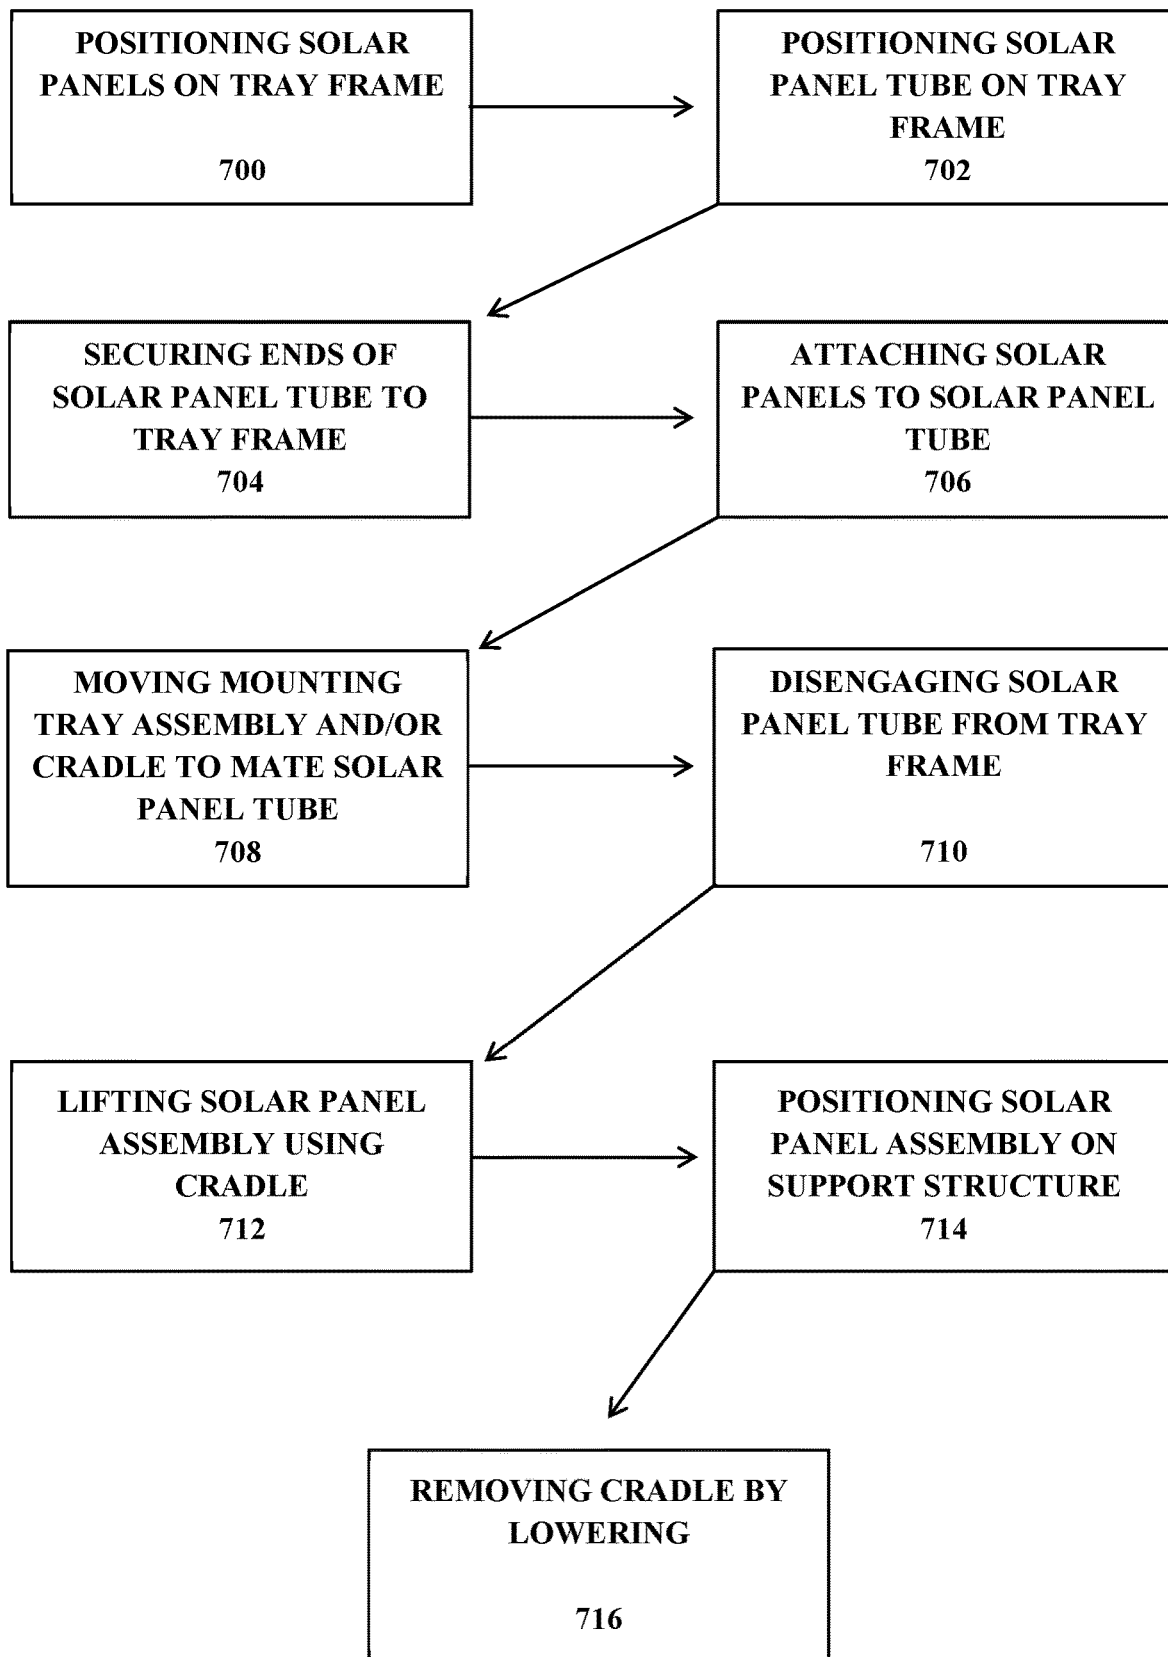 POSITIONING SOLAR
PANELS ON TRAY FRAME
700
POSITIONING SOLAR
PANEL TUBE ON TRAY
FRAME
702
SECURING ENDS OF
SOLAR PANEL TUBE TO
TRAY FRAME
704
ATTACHING SOLAR
PANELS TO SOLAR PANEL
TUBE
706
MOVING MOUNTING
TRAY ASSEMBLY AND/OR
CRADLE TO MATE SOLAR
PANEL TUBE
708
DISENGAGING SOLAR
PANEL TUBE FROM TRAY
FRAME
710
LIFTING SOLAR PANEL
ASSEMBLY USING
CRADLE
712
POSITIONING SOLAR
PANEL ASSEMBLY ON
SUPPORT STRUCTURE
714
REMOVING CRADLE BY
LOWERING
716